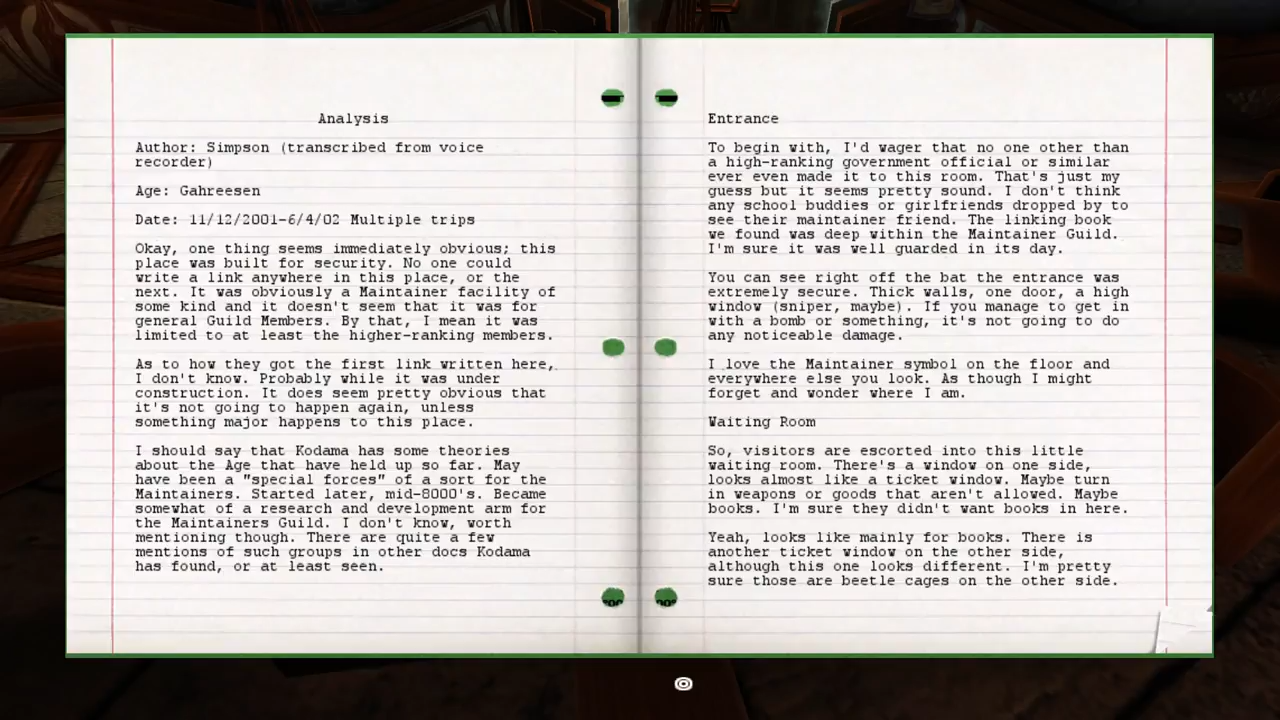 Analysis
Author: Simpson (transcribed from voice
recorder)
Age: Gahreesen
Date: 11/12/2001-6/4/02 Multiple trips
Okay, one thing seems immediately obvious; this
place was built for security. No one could
write a link anywhere in this place, or the
next. It was obviously a Maintainer facility of
some kind and it doesn't seem that it was for
general Guild Members. By that, I mean it was
limited to at least the higher-ranking members.
As to how they got the first link written here,
I don't know. Probably while it was under
construction. It does seem pretty obvious that
it's not going to happen again, unless
something major happens to this place.
I should say that Kodama has some theories
about the Age that have held up so far. May
have been a "special forces" of a sort for the
Maintainers. Started later, mid-8000's. Became
somewhat of a research and development arm for
the Maintainers Guild. I don't know, worth
mentioning though. There are quite a few
mentions of such groups in other docs Kodama
has found, or at least seen.
Entrance
To begin with, I'd wager that no one other than
a high-ranking government official or similar
ever even made it to this room. That's just my
guess but it seems pretty sound. I don't think
any school buddies or girlfriends dropped by to
see their maintainer friend. The linking book
we found was deep within the Maintainer Guild.
I'm sure it was well guarded in its day.
You can see right off the bat the entrance was
extremely secure. Thick walls, one door, a high
window (sniper, maybe). If you manage to get in
with a bomb or something, it's not going to do
any noticeable damage.
I love the Maintainer symbol on the floor and
everywhere else you look. As though I might
forget and wonder where I am.
Waiting Room
So, visitors are escorted into this little
waiting room. There's a window on one side,
looks almost like a ticket window. Maybe turn
in weapons or goods that aren't allowed. Maybe
books. I'm sure they didn't want books in here.
Yeah, looks like mainly for books. There is
another ticket window on the other side,
although this one looks different. I'm pretty
sure those are beetle cages on the other side.